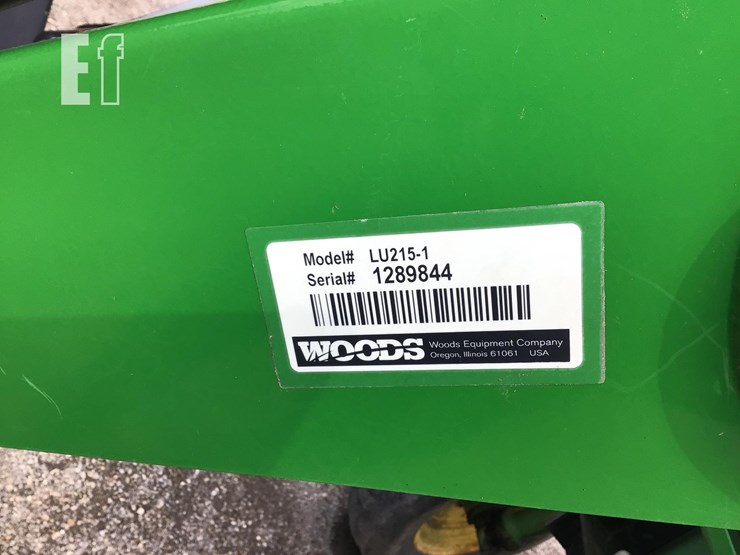 Ef
Model# LU215-1
Serial# 1289844
WOODS Woods Equipment Company
Oregon, Illinois 61061 USA